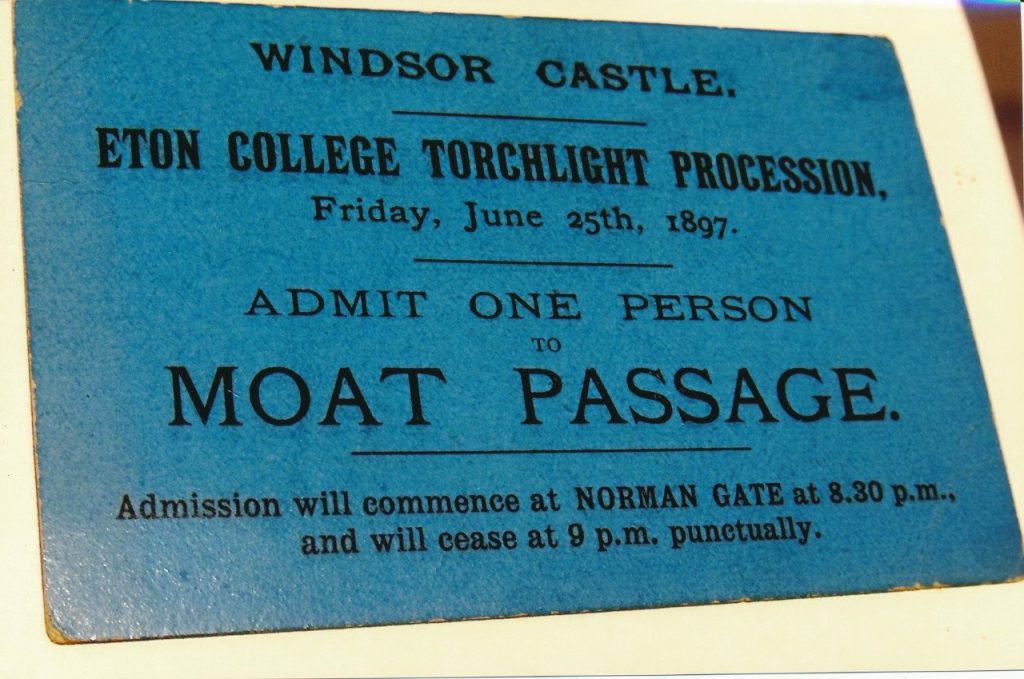 WINDSOR CASTLE.
ETON COLLEGE TORCHLIGHT PROCESSION,
Friday, June 25th, 1897.
ADMIT ONE PERSON
TO
MOAT PASSAGE.
Admission will commence at NORMAN GATE at 8.30 p.m.,
and will cease at 9 p.m. punctually.